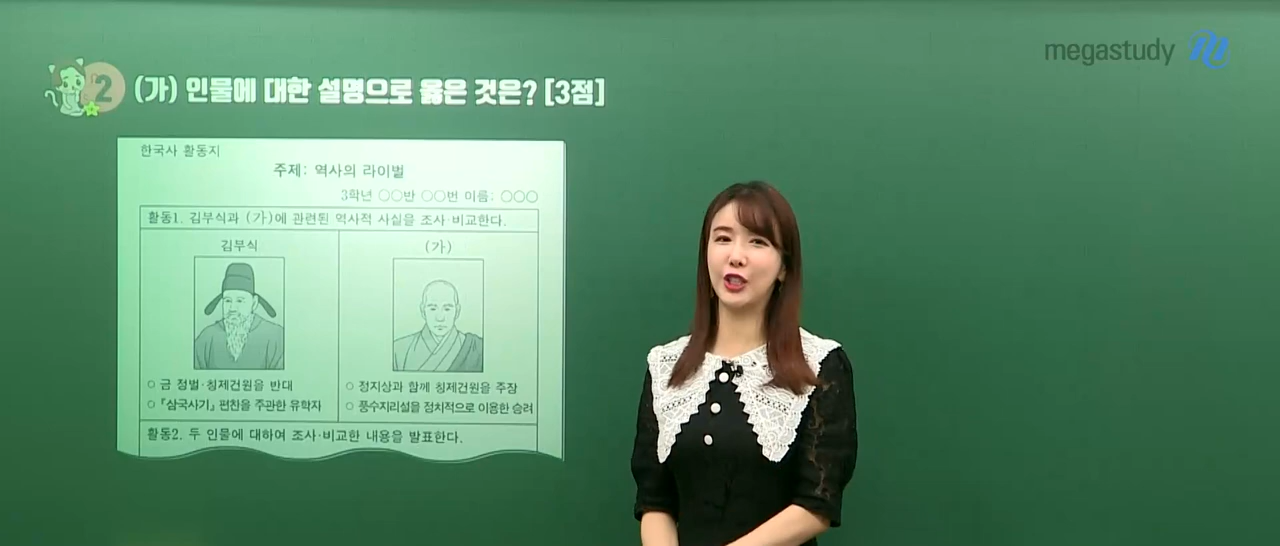 megastudy
2 (가) 인물에 대한 설명으로 옳은 것은? [3점]
한국사 활동지
주제: 역사의 라이벌
3학년 ○○반 ○○번 이름: ○○○
활동1. 김부식과 (가)에 관련된 역사적 사실을 조사·비교한다.
김부식
○ 금 정벌·칭제건원을 반대
○ 『삼국사기』 편찬을 주관한 유학자
(가)
○ 정지상과 함께 칭제건원을 주장
○ 풍수지리설을 정치적으로 이용한 승려
활동2. 두 인물에 대하여 조사·비교한 내용을 발표한다.